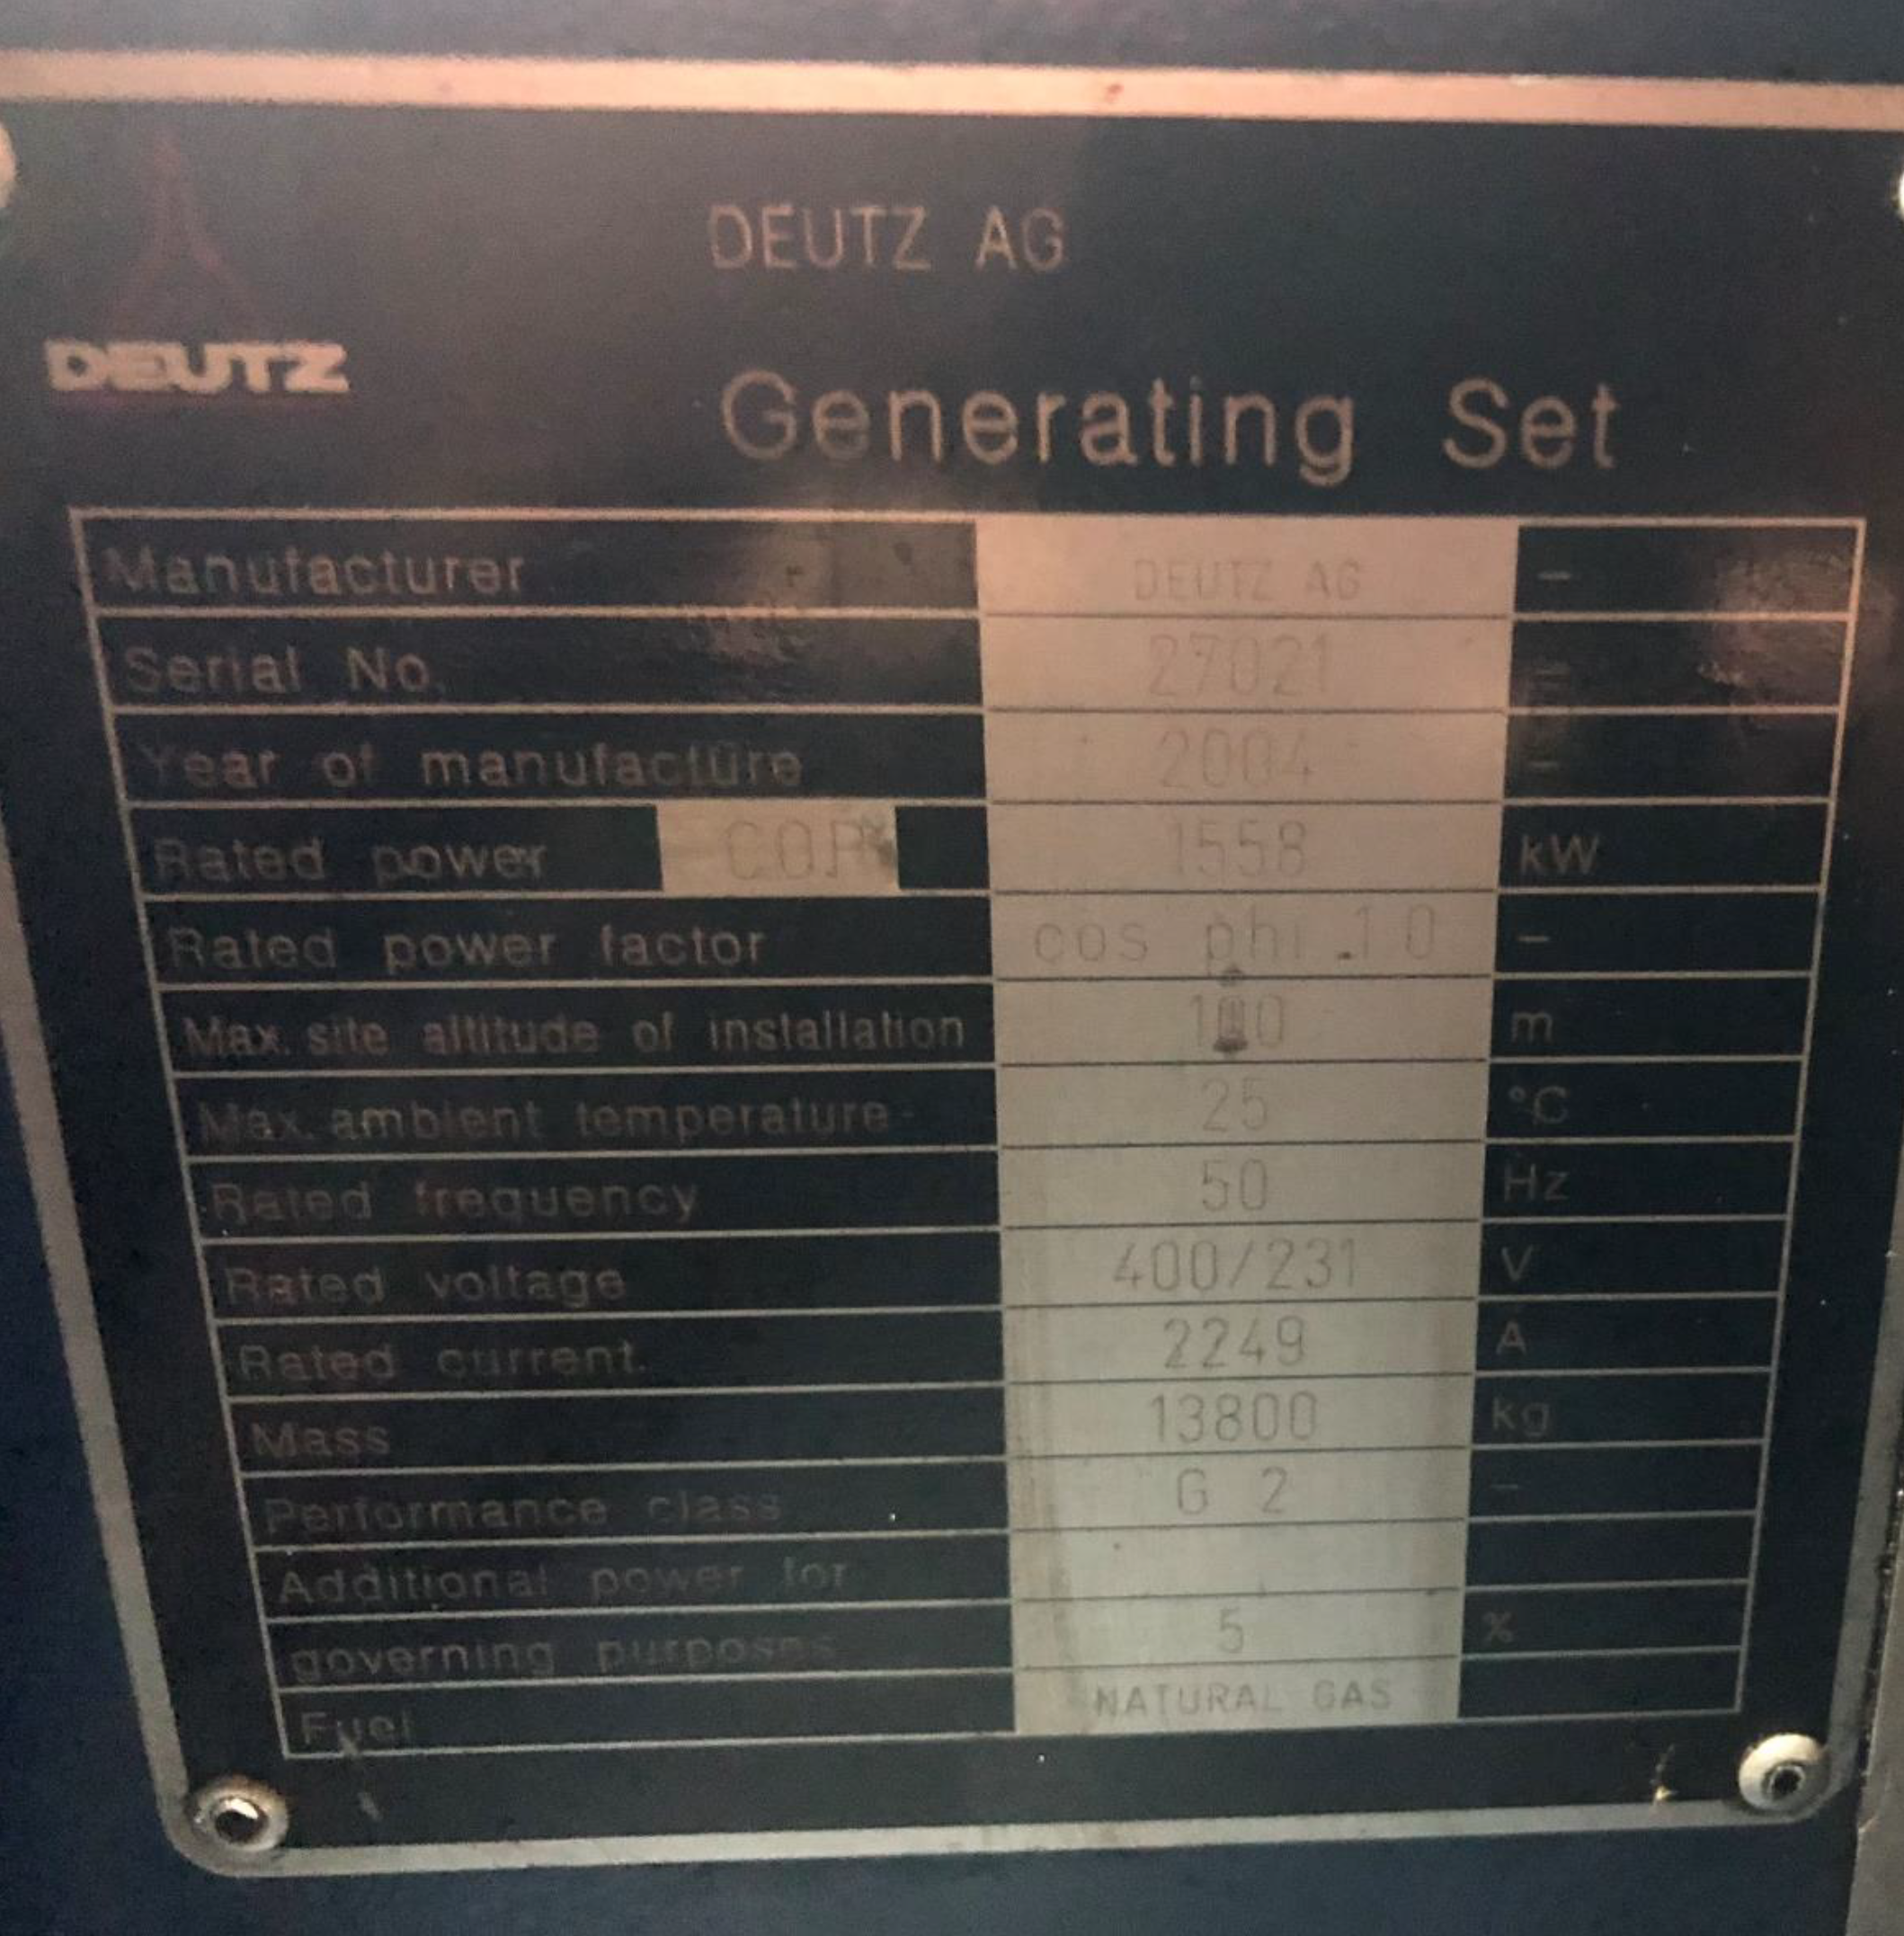 DEUTZ AG
DEUTZ
Generating Set
Manufacturer DEUTZ AG -
Serial No. 27021 -
Year of manufacture 2004 -
Rated power COP 1558 kW
Rated power factor cos phi 1.0 -
Max. site altitude of installation 100 m
Max. ambient temperature 25 °C
Rated frequency 50 Hz
Rated voltage 400/231 V
Rated current 2249 A
Mass 13800 kg
Performance class G 2 -
Additional power for
governing purposes 5 %
Fuel NATURAL GAS